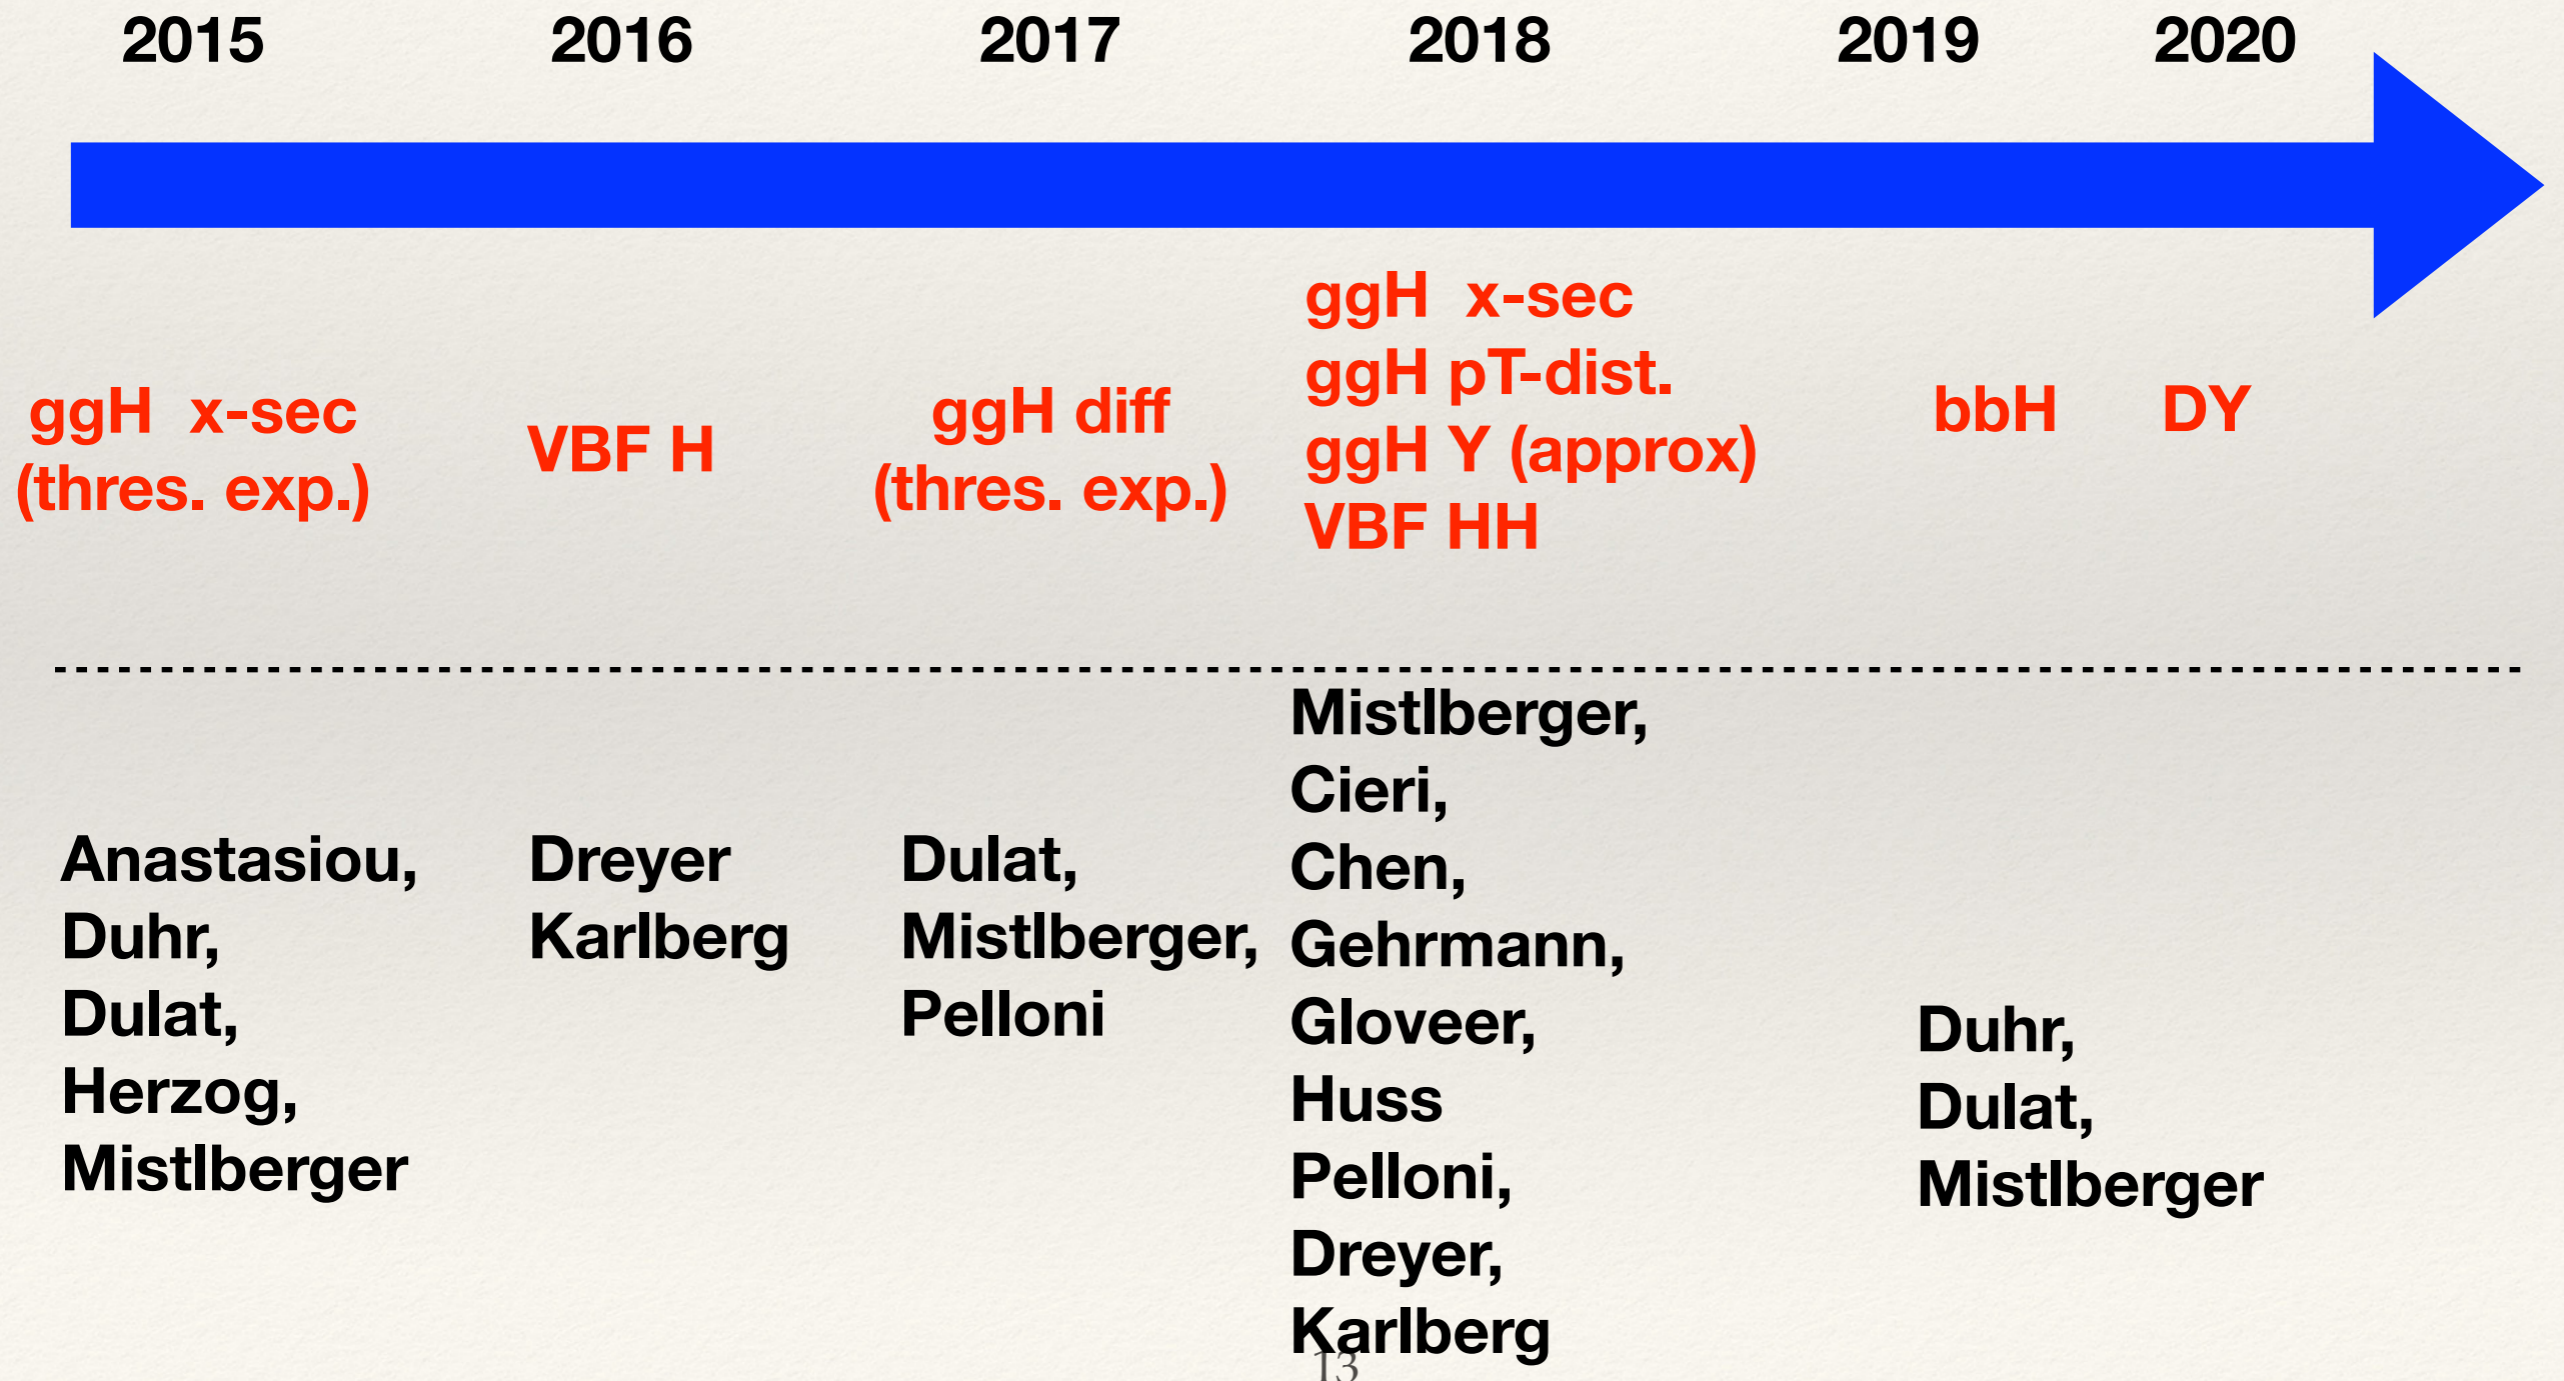 2015 2016 2017 2018 2019 2020
ggH x-sec
(thres. exp.)
VBF H
ggH diff
(thres. exp.)
ggH x-sec
ggH pT-dist.
ggH Y (approx)
VBF HH
bbH
DY
Anastasiou,
Duhr,
Dulat,
Herzog,
Mistlberger
Dreyer
Karlberg
Dulat,
Mistlberger,
Pelloni
Mistlberger,
Cieri,
Chen,
Gehrmann,
Gloveer,
Huss
Pelloni,
Dreyer,
Karlberg
Duhr,
Dulat,
Mistlberger
13